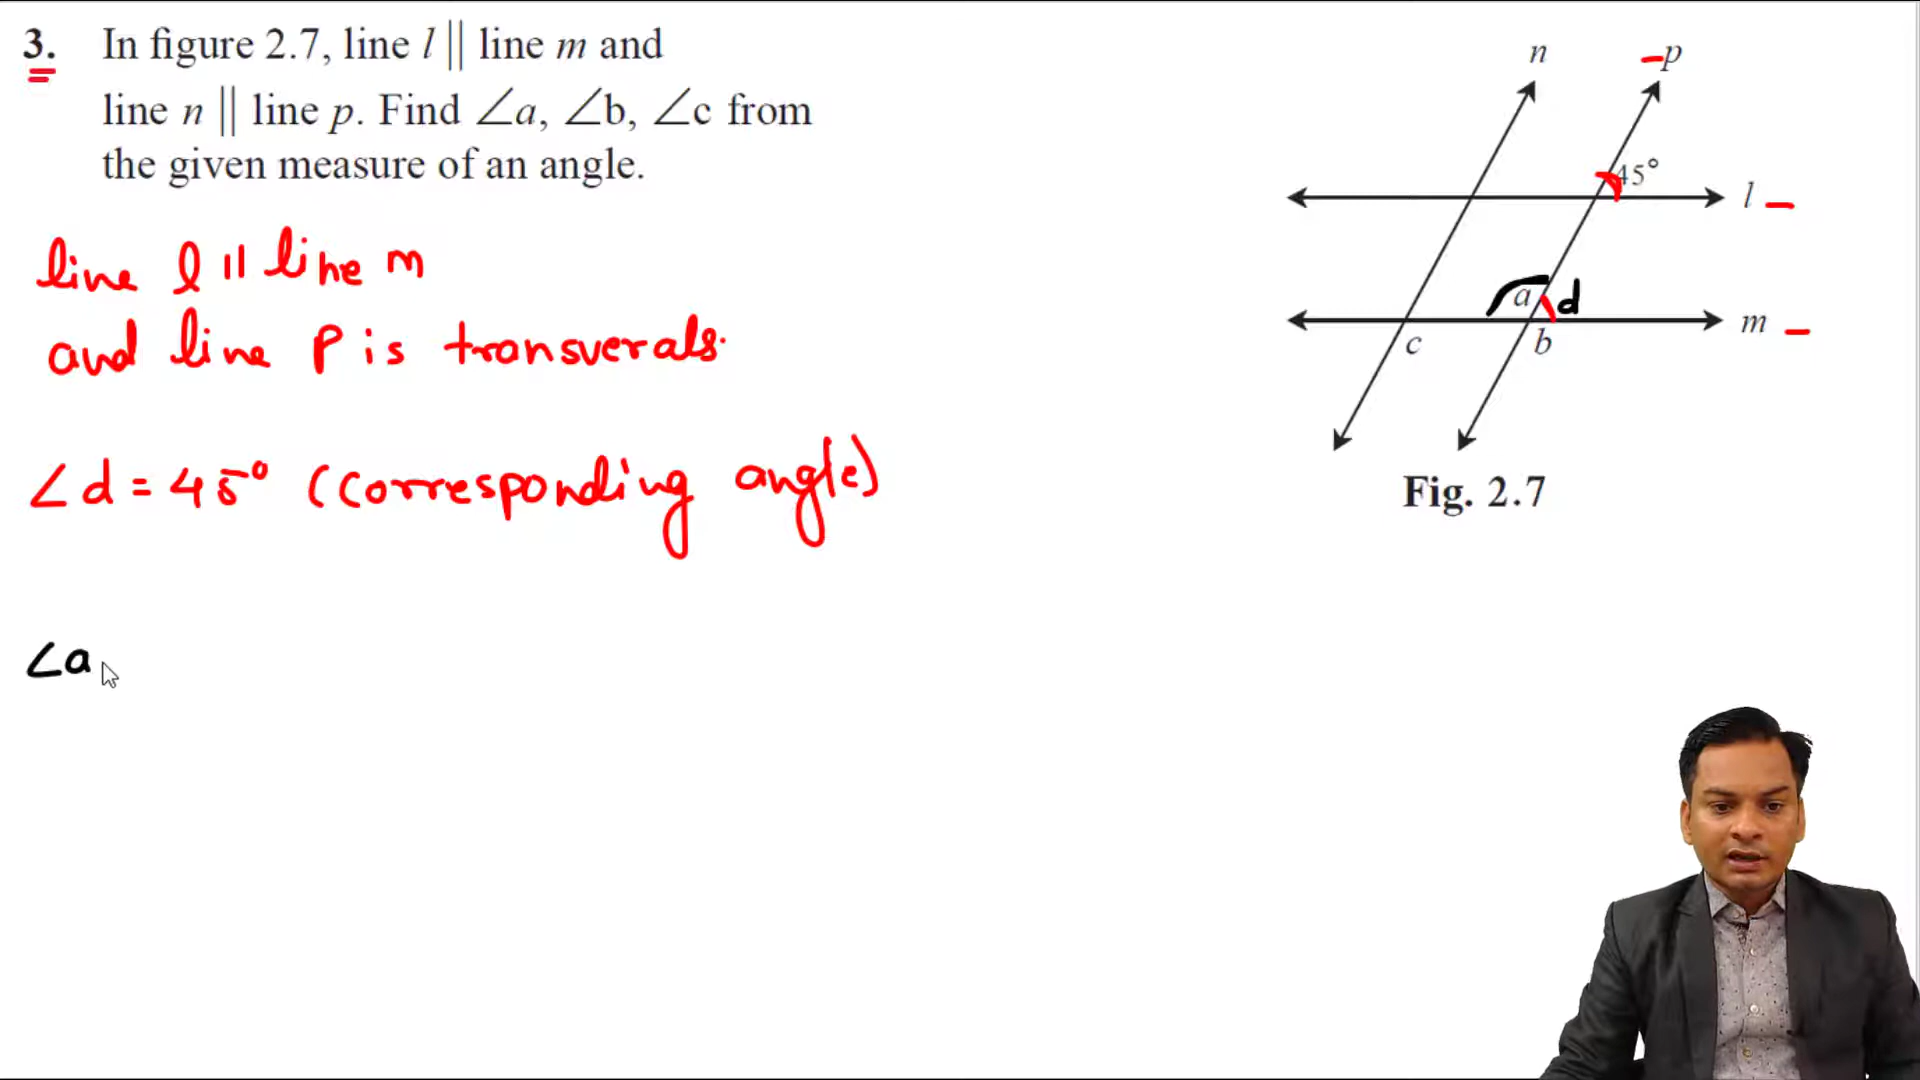 3. In figure 2.7, line l || line m and
line n || line p. Find ∠a, ∠b, ∠c from
the given measure of an angle.
line l || line m
and line p is transverals.
∠d = 45° (corresponding angle)
∠a
n
p
45°
l
a d
m
c
b
Fig. 2.7